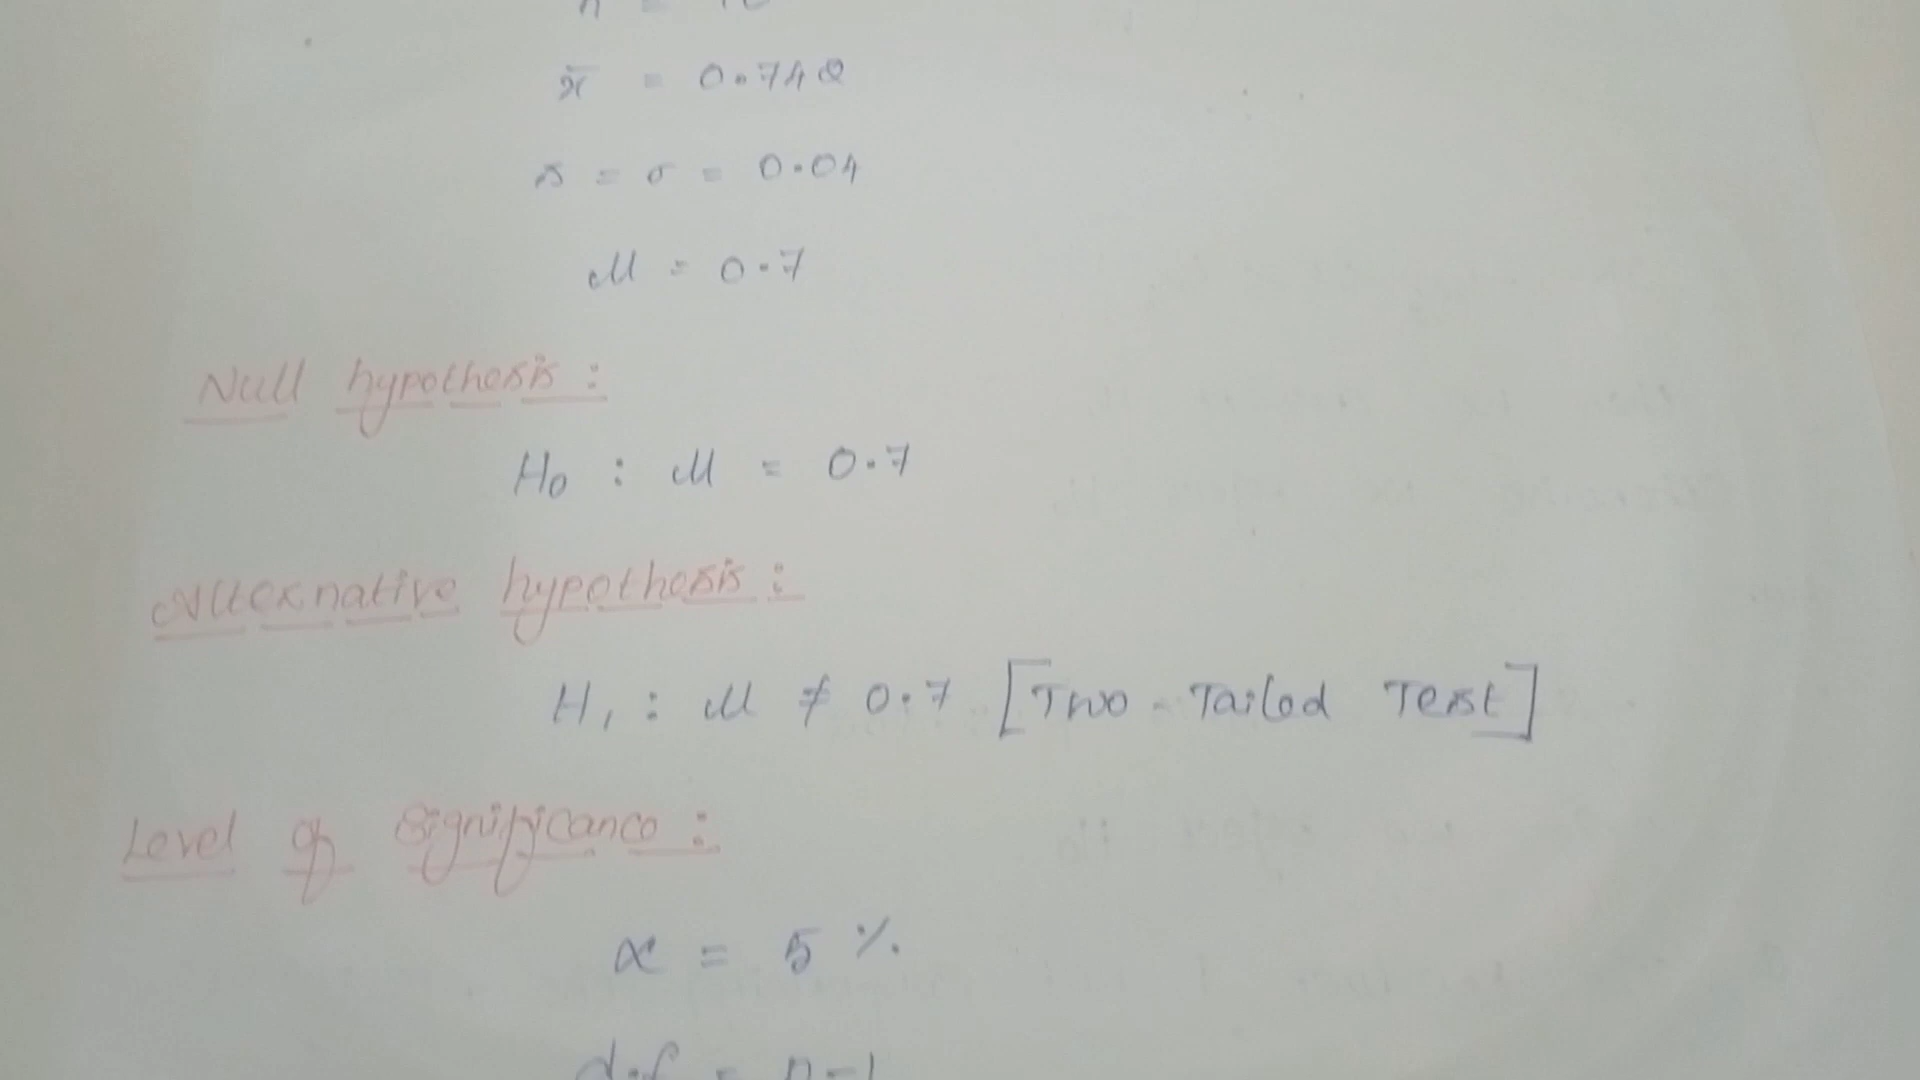 x̄ = 0.742
s = σ = 0.04
μ = 0.7
Null hypothesis :
H₀ : μ = 0.7
Alternative hypothesis :
H₁ : μ ≠ 0.7 [Two-Tailed Test]
Level of Significance :
α = 5 %
d.f = n-1